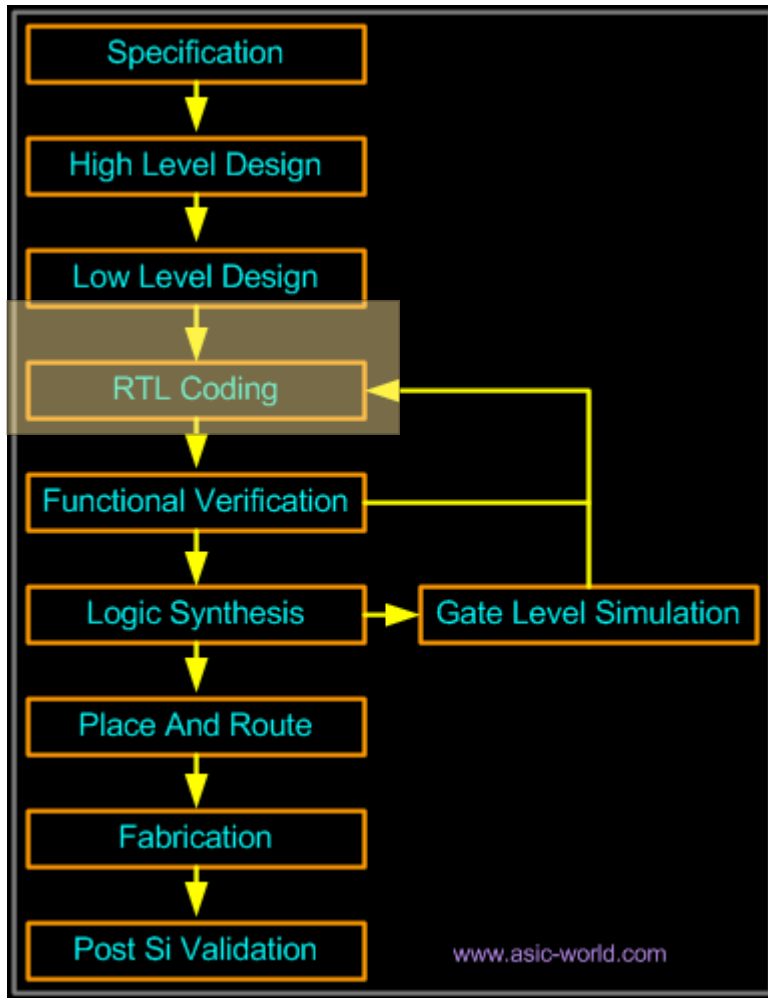 Specification
High Level Design
Low Level Design
RTL Coding
Functional Verification
Logic Synthesis
Gate Level Simulation
Place And Route
Fabrication
Post Si Validation
www.asic-world.com